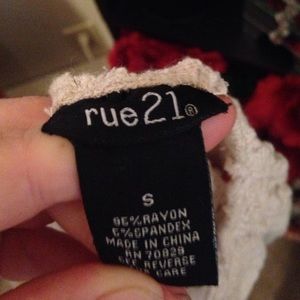 rue21®
S
95%RAYON
5%SPANDEX
MADE IN CHINA
RN 70829
SEE REVERSE
CARE